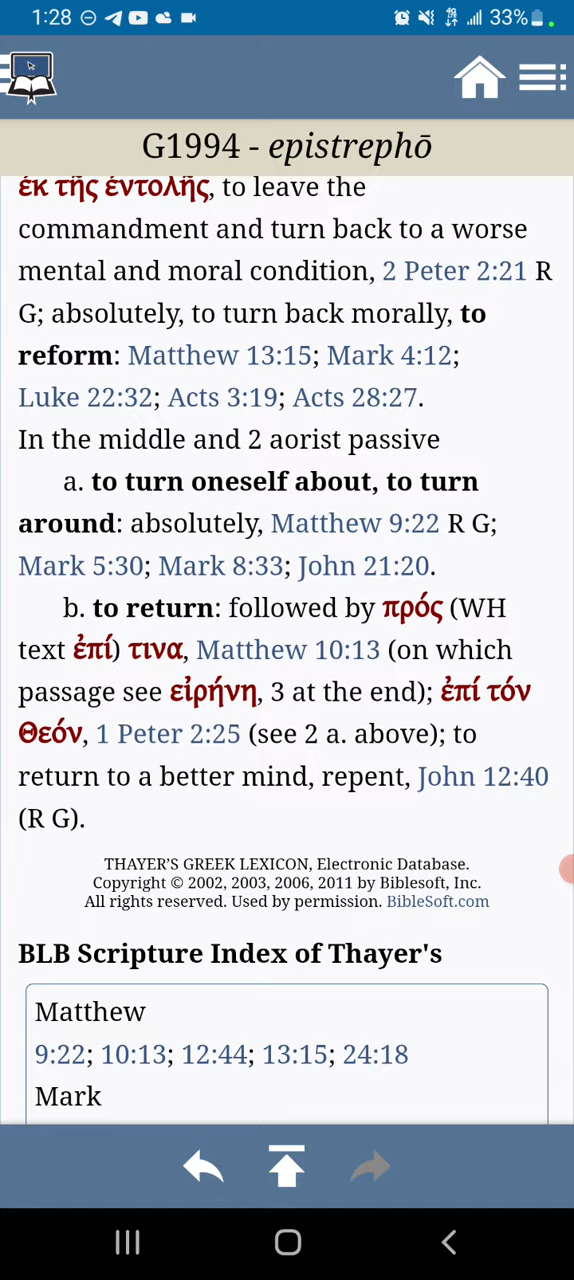 1:28
33%
G1994 - epistrephō
ἐκ τῆς ἐντολῆς, to leave the
commandment and turn back to a worse
mental and moral condition, 2 Peter 2:21 R
G; absolutely, to turn back morally, to
reform: Matthew 13:15; Mark 4:12;
Luke 22:32; Acts 3:19; Acts 28:27.
In the middle and 2 aorist passive
a. to turn oneself about, to turn
around: absolutely, Matthew 9:22 R G;
Mark 5:30; Mark 8:33; John 21:20.
b. to return: followed by πρός (WH
text ἐπί) τινα, Matthew 10:13 (on which
passage see εἰρήνη, 3 at the end); ἐπί τόν
Θεόν, 1 Peter 2:25 (see 2 a. above); to
return to a better mind, repent, John 12:40
(R G).
THAYER'S GREEK LEXICON, Electronic Database.
Copyright © 2002, 2003, 2006, 2011 by Biblesoft, Inc.
All rights reserved. Used by permission. BibleSoft.com
BLB Scripture Index of Thayer's
Matthew
9:22; 10:13; 12:44; 13:15; 24:18
Mark